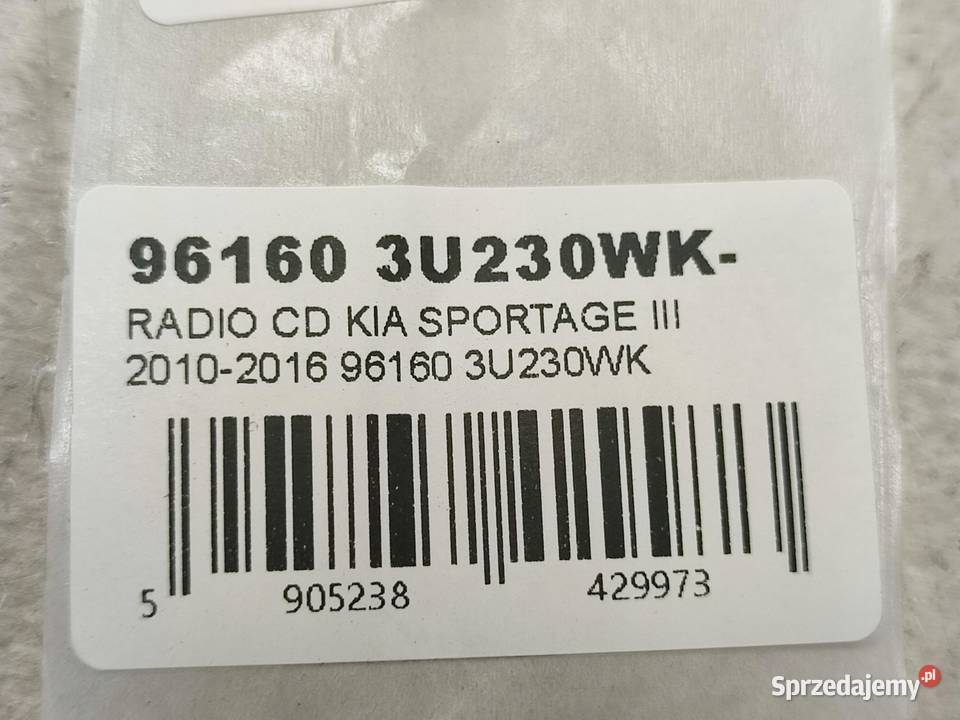 96160 3U230WK-
RADIO CD KIA SPORTAGE III
2010-2016 96160 3U230WK
5 905238 429973
Sprzedajemy.pl